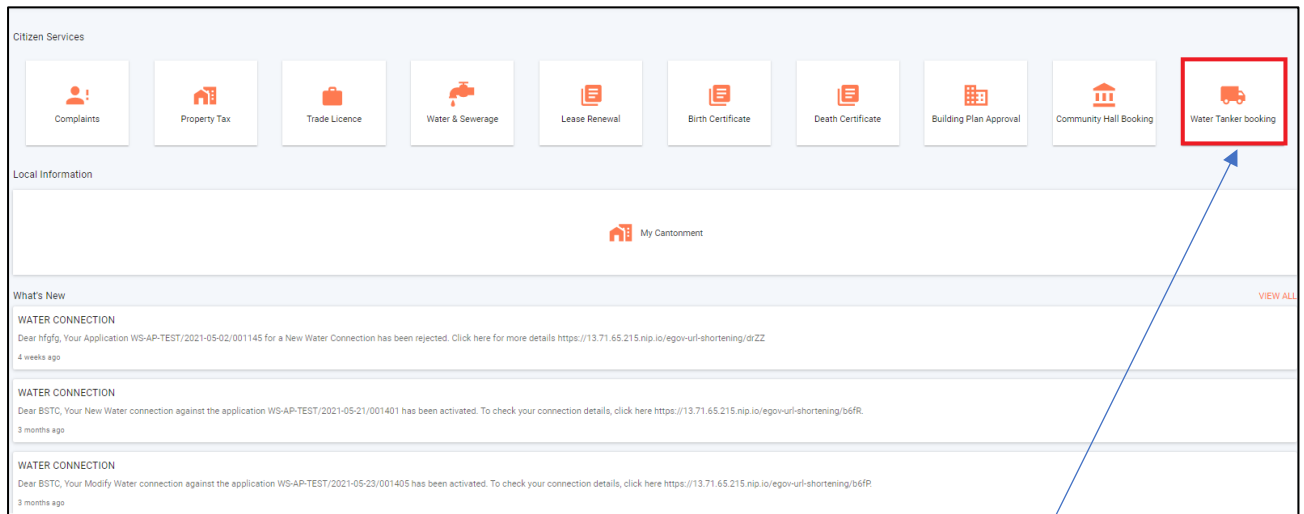 Citizen Services
Complaints
Property Tax
Trade Licence
Water & Sewerage
Lease Renewal
Birth Certificate
Death Certificate
Building Plan Approval
Community Hall Booking
Water Tanker booking
Local Information
My Cantonment
What's New
VIEW ALL
WATER CONNECTION
Dear hfgfg, Your Application WS-AP-TEST/2021-05-02/001145 for a New Water Connection has been rejected. Click here for more details https://13.71.65.215.nip.io/egov-url-shortening/drZZ
4 weeks ago
WATER CONNECTION
Dear BSTC, Your New Water connection against the application WS-AP-TEST/2021-05-21/001401 has been activated. To check your connection details, click here https://13.71.65.215.nip.io/egov-url-shortening/b6fR.
3 months ago
WATER CONNECTION
Dear BSTC, Your Modify Water connection against the application WS-AP-TEST/2021-05-23/001405 has been activated. To check your connection details, click here https://13.71.65.215.nip.io/egov-url-shortening/b6fP.
3 months ago